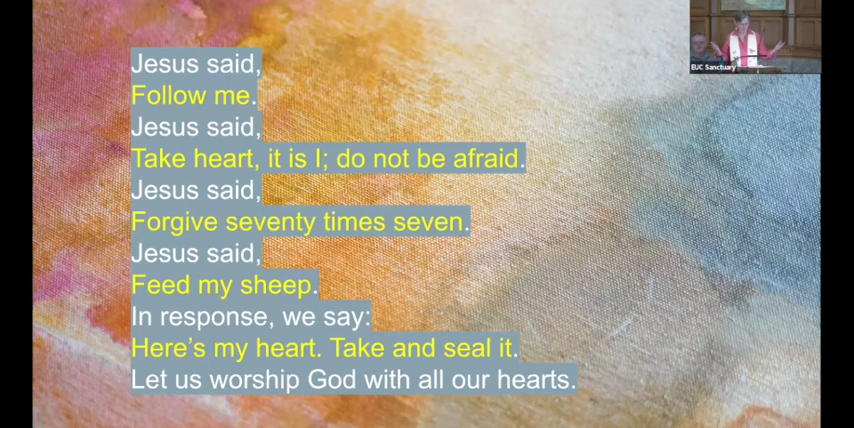 EUC Sanctuary
Jesus said,
Follow me.
Jesus said,
Take heart, it is I; do not be afraid.
Jesus said,
Forgive seventy times seven.
Jesus said,
Feed my sheep.
In response, we say:
Here’s my heart. Take and seal it.
Let us worship God with all our hearts.